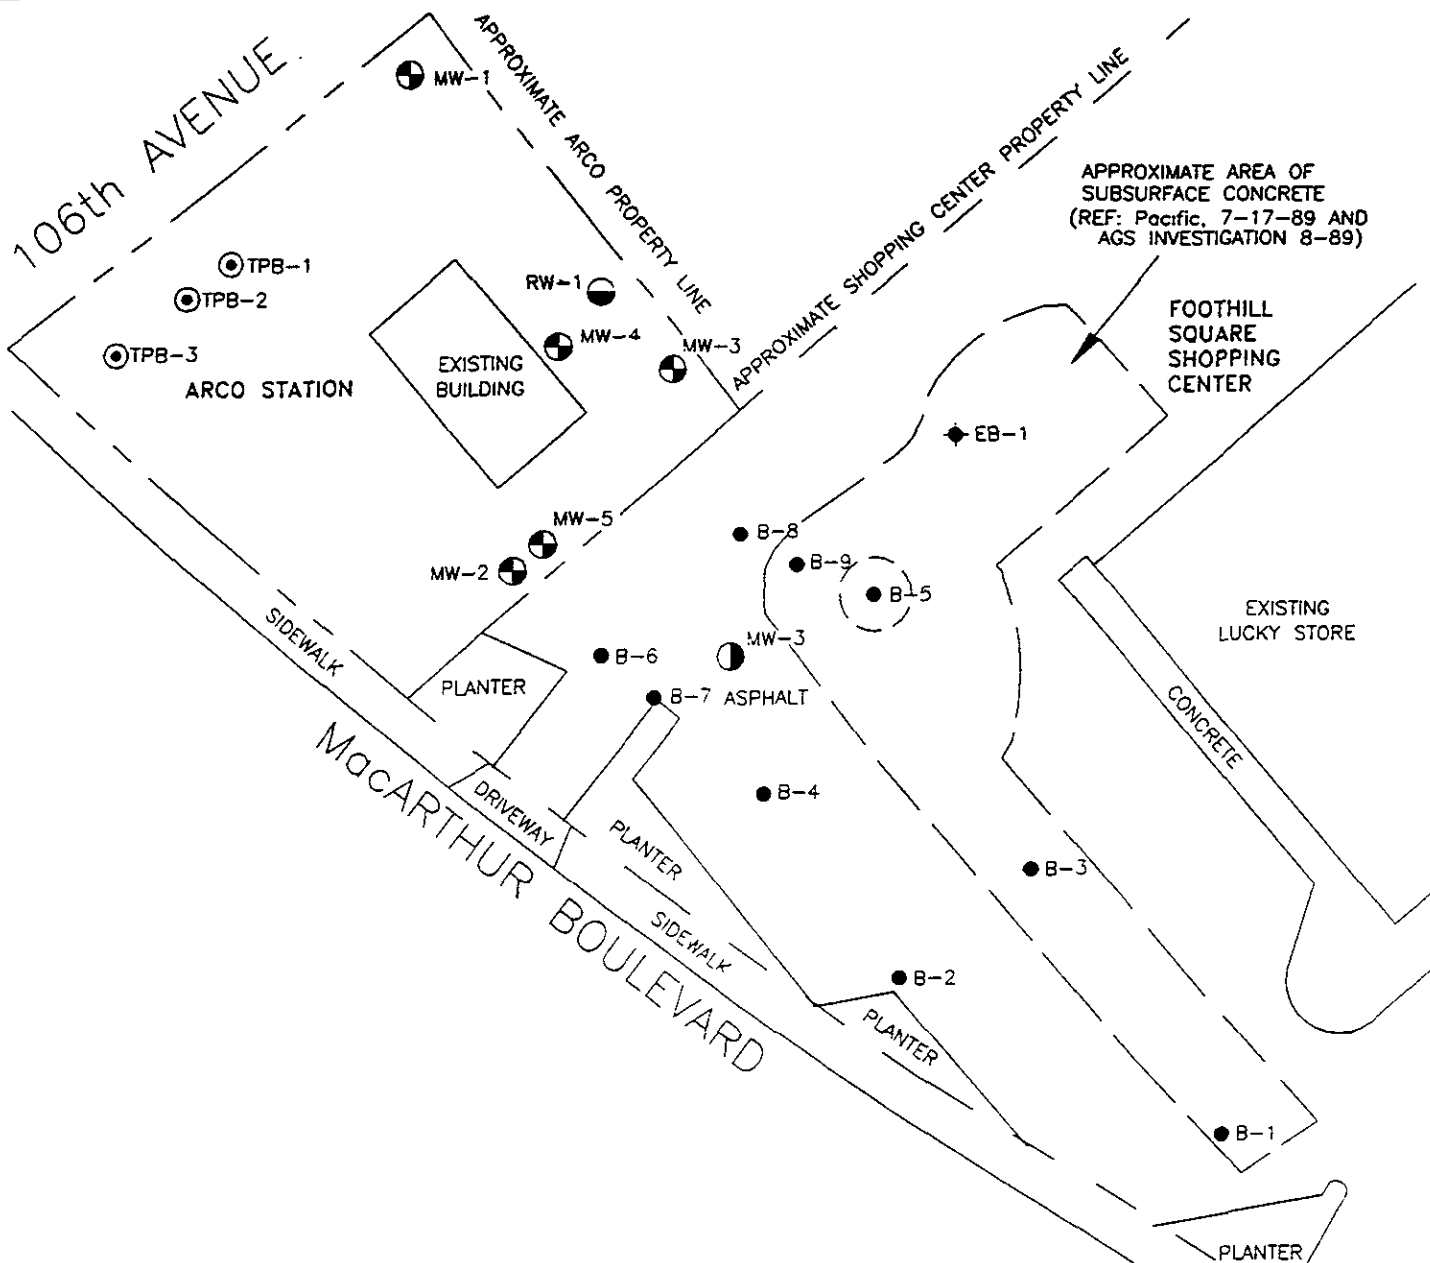 106th AVENUE
MW-1
APPROXIMATE ARCO PROPERTY LINE
APPROXIMATE SHOPPING CENTER PROPERTY LINE
APPROXIMATE AREA OF
SUBSURFACE CONCRETE
(REF: Pacific, 7-17-89 AND
AGS INVESTIGATION 8-89)
TPB-1
TPB-2
TPB-3
ARCO STATION
EXISTING
BUILDING
RW-1
MW-4
MW-3
FOOTHILL
SQUARE
SHOPPING
CENTER
EB-1
MW-5
MW-2
B-8
B-9
B-5
EXISTING
LUCKY STORE
SIDEWALK
PLANTER
B-6
MW-3
B-7
ASPHALT
CONCRETE
MacARTHUR BOULEVARD
DRIVEWAY
PLANTER
B-4
B-3
SIDEWALK
B-2
PLANTER
B-1
PLANTER